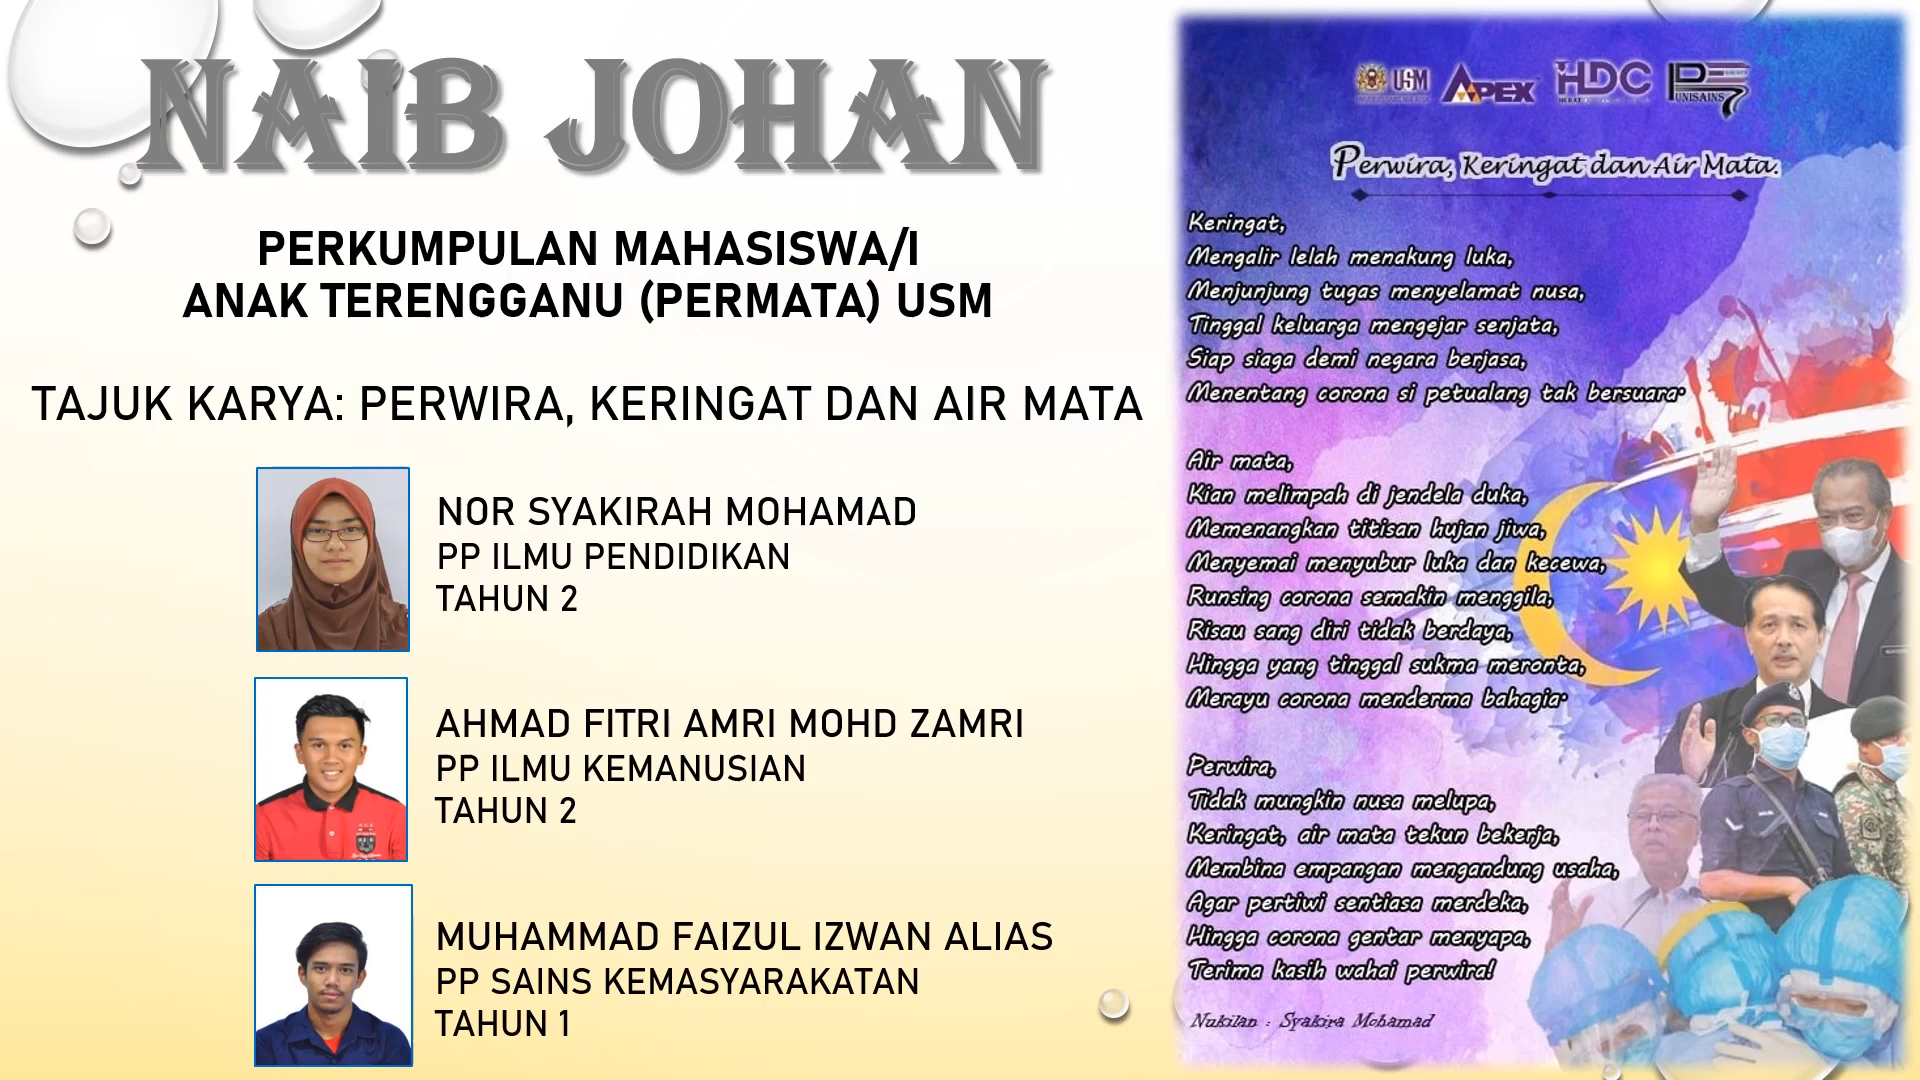 NAIB JOHAN
PERKUMPULAN MAHASISWA/I
ANAK TERENGGANU (PERMATA) USM
TAJUK KARYA: PERWIRA, KERINGAT DAN AIR MATA
NOR SYAKIRAH MOHAMAD
PP ILMU PENDIDIKAN
TAHUN 2
AHMAD FITRI AMRI MOHD ZAMRI
PP ILMU KEMANUSIAN
TAHUN 2
MUHAMMAD FAIZUL IZWAN ALIAS
PP SAINS KEMASYARAKATAN
TAHUN 1
USM APEX HDC PE7 UNISAINS
Perwira, Keringat dan Air Mata.
Keringat,
Mengalir lelah menakung luka,
Menjunjung tugas menyelamat nusa,
Tinggal keluarga mengejar senjata,
Siap siaga demi negara berjasa,
Menentang corona si petualang tak bersuara.
Air mata,
Kian melimpah di jendela duka,
Memenangkan titisan hujan jiwa,
Menyemai menyubur luka dan kecewa,
Runsing corona semakin menggila,
Risau sang diri tidak berdaya,
Hingga yang tinggal sukma meronta,
Merayu corona menderma bahagia.
Perwira,
Tidak mungkin nusa melupa,
Keringat, air mata tekun bekerja,
Membina empangan mengandung usaha,
Agar pertiwi sentiasa merdeka,
Hingga corona gentar menyapa,
Terima kasih wahai perwira!
Nukilan : Syakira Mohamad